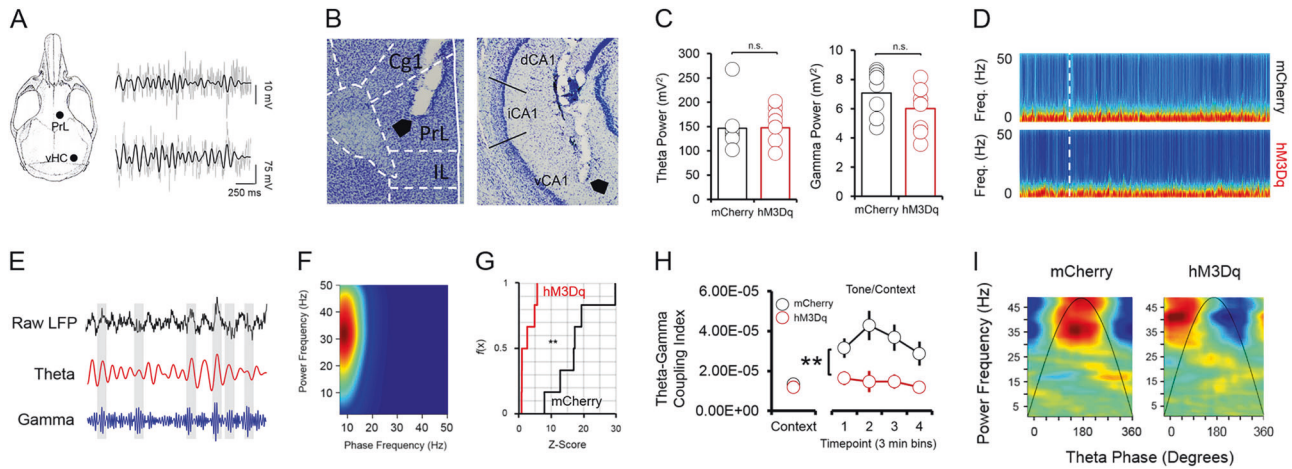 A
PrL
vHC
10 mV
75 mV
250 ms
B
Cg1
PrL
IL
dCA1
iCA1
vCA1
C
Theta Power (mV²)
300
250
200
150
100
50
0
n.s.
mCherry hM3Dq
Gamma Power (mV²)
10
8
6
4
2
0
n.s.
mCherry hM3Dq
D
Freq. (Hz)
50
0
mCherry
Freq. (Hz)
50
0
hM3Dq
E
Raw LFP
Theta
Gamma
F
Power Frequency (Hz)
50
40
30
20
10
10 20 30 40 50
Phase Frequency (Hz)
G
f(x)
1
0.5
0
hM3Dq
**
mCherry
0 10 20 30
Z-Score
H
Theta-Gamma
Coupling Index
6.00E-05
4.00E-05
2.00E-05
0.00E+00
mCherry
hM3Dq
Tone/Context
**
Context
1 2 3 4
Timepoint (3 min bins)
I
mCherry
hM3Dq
Power Frequency (Hz)
45
35
25
15
5
45
35
25
15
5
0 180 360
0 180 360
Theta Phase (Degrees)